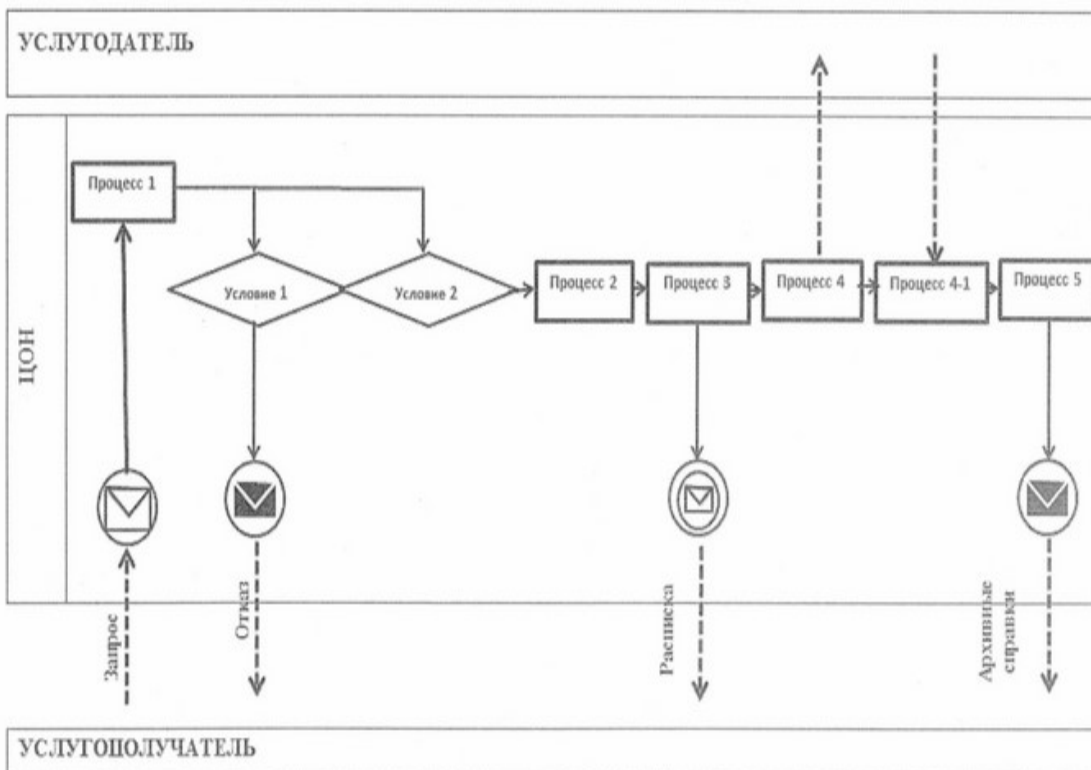 УСЛУГОДАТЕЛЬ
ЦОН
Процесс 1
Условие 1
Условие 2
Процесс 2
Процесс 3
Процесс 4
Процесс 4-1
Процесс 5
Запрос
Отказ
Расписка
Архивные
справки
УСЛУГОПОЛУЧАТЕЛЬ